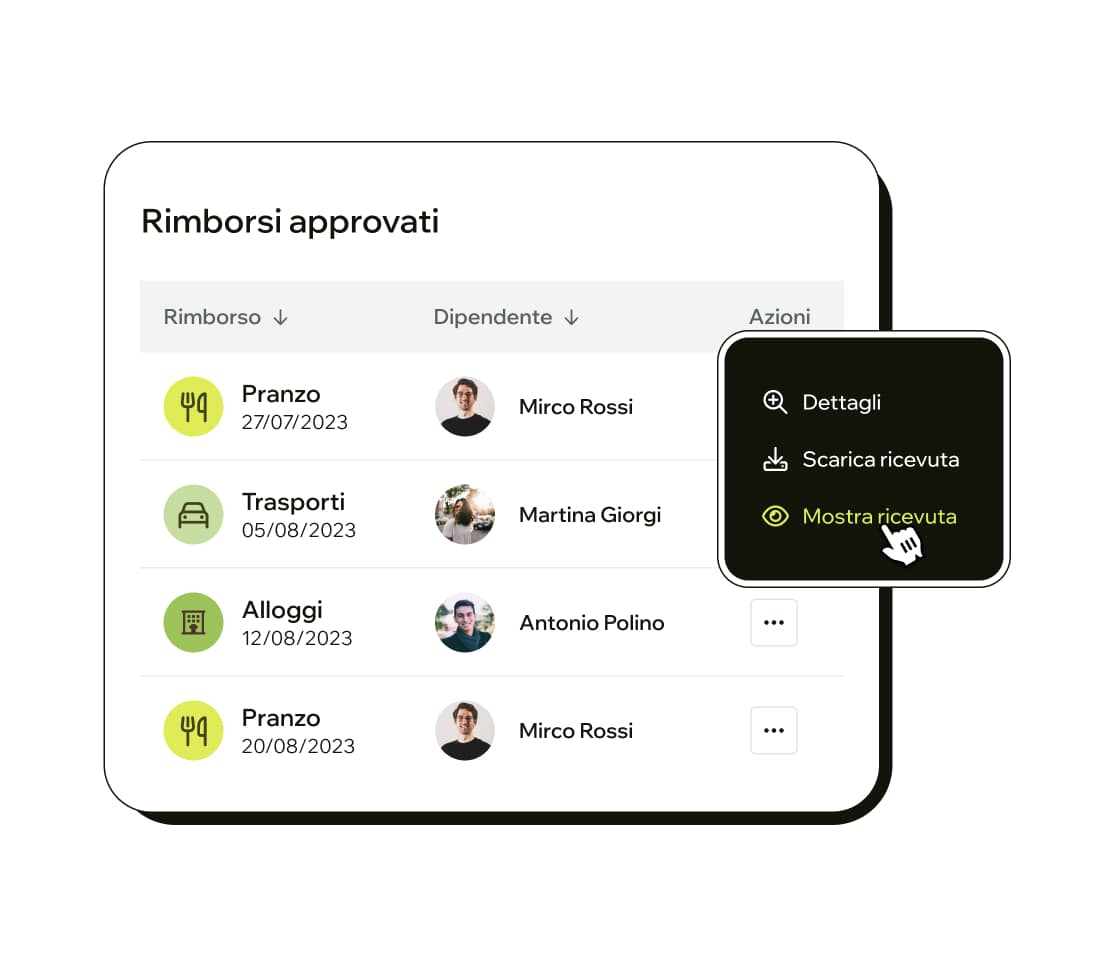 Rimborsi approvati
Rimborso ↓ Dipendente ↓ Azioni
Pranzo
27/07/2023
Mirco Rossi
Dettagli
Scarica ricevuta
Mostra ricevuta
Trasporti
05/08/2023
Martina Giorgi
Alloggi
12/08/2023
Antonio Polino
Pranzo
20/08/2023
Mirco Rossi